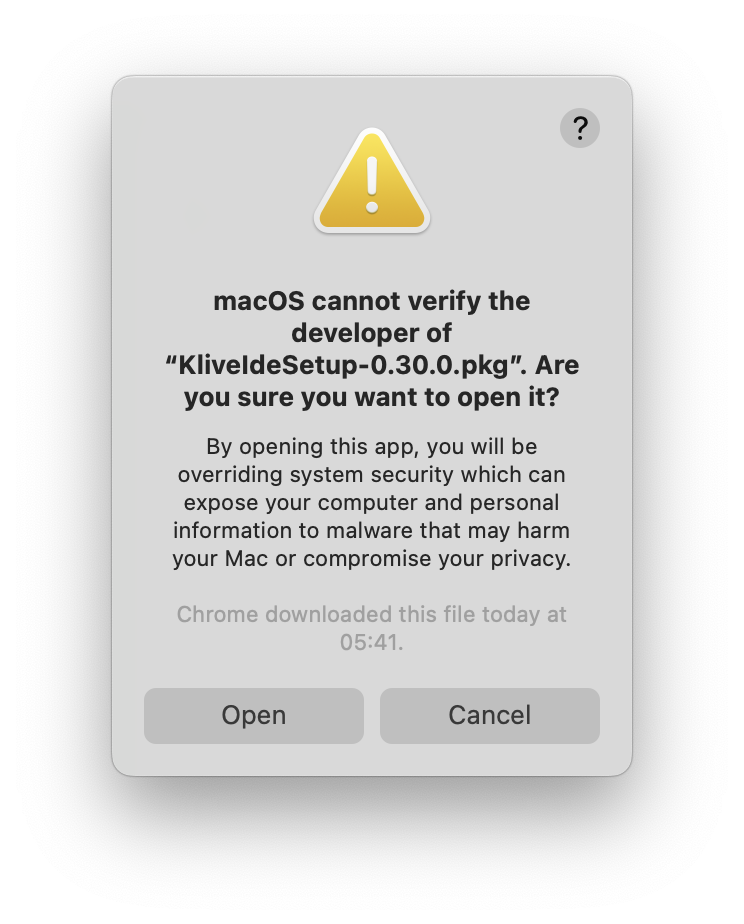 ?
macOS cannot verify the
developer of
“KliveIdeSetup-0.30.0.pkg”. Are
you sure you want to open it?
By opening this app, you will be
overriding system security which can
expose your computer and personal
information to malware that may harm
your Mac or compromise your privacy.
Chrome downloaded this file today at
05:41.
Open
Cancel